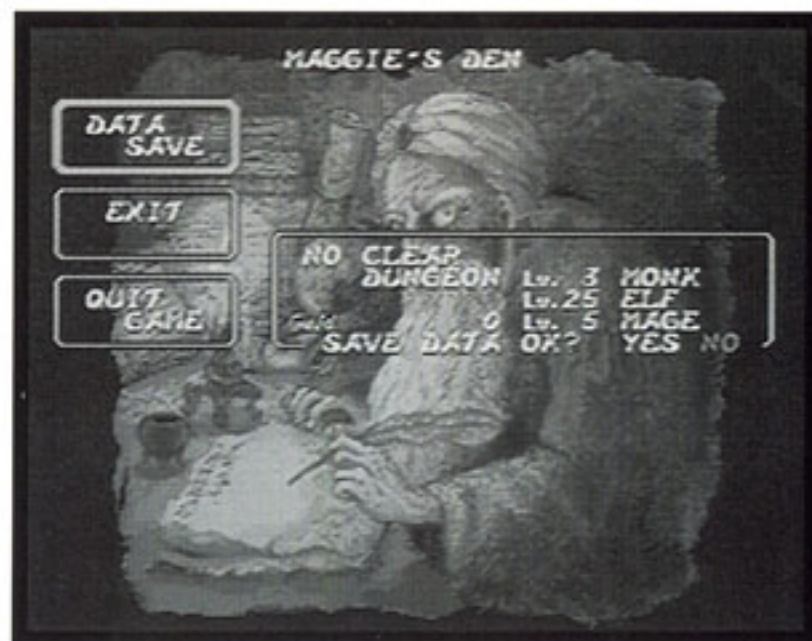 MAGGIE'S DEN
DATA
SAVE
EXIT
QUIT
GAME
NO CLEAR
DUNGEON Lv. 3 MONK
Lv.25 ELF
Gold 0 Lv. 5 MAGE
SAVE DATA OK? YES NO